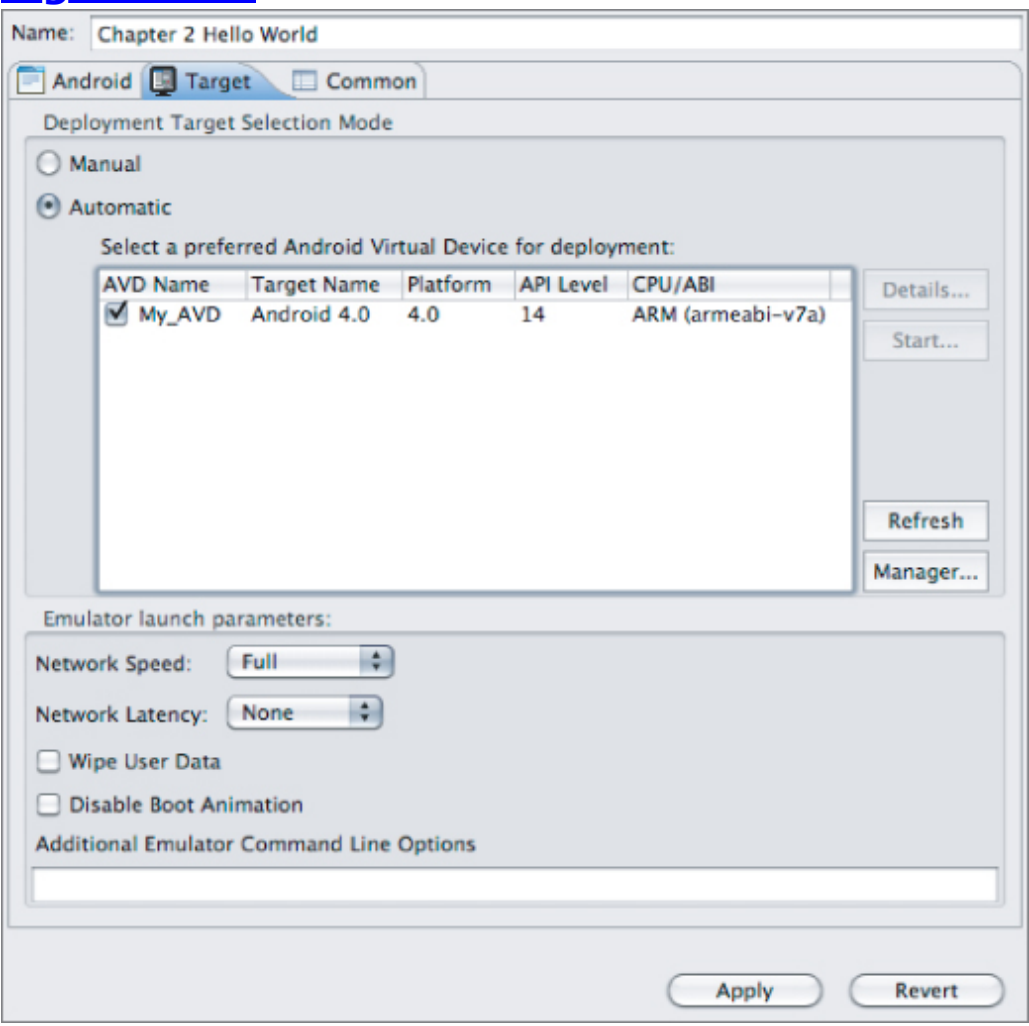 Name: Chapter 2 Hello World
Android Target Common
Deployment Target Selection Mode
Manual
Automatic
Select a preferred Android Virtual Device for deployment:
AVD Name Target Name Platform API Level CPU/ABI
My_AVD Android 4.0 4.0 14 ARM (armeabi-v7a)
Details...
Start...
Refresh
Manager...
Emulator launch parameters:
Network Speed: Full
Network Latency: None
Wipe User Data
Disable Boot Animation
Additional Emulator Command Line Options
Apply Revert